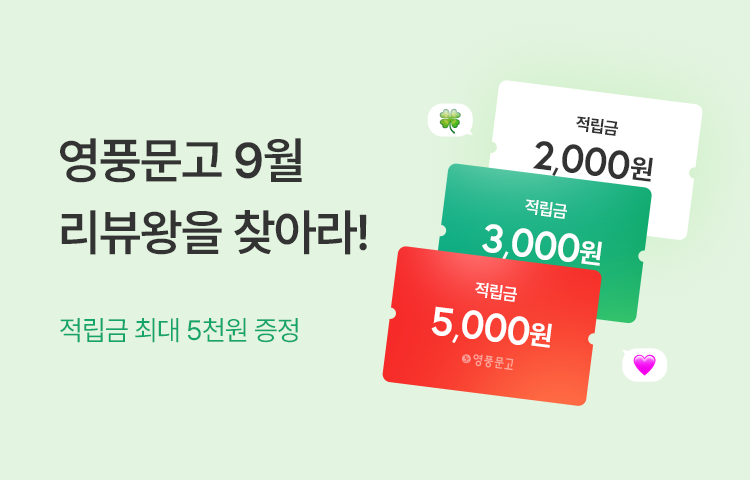 영풍문고 9월
리뷰왕을 찾아라!
적립금 최대 5천원 증정
적립금
2,000원
적립금
3,000원
적립금
5,000원
영풍문고